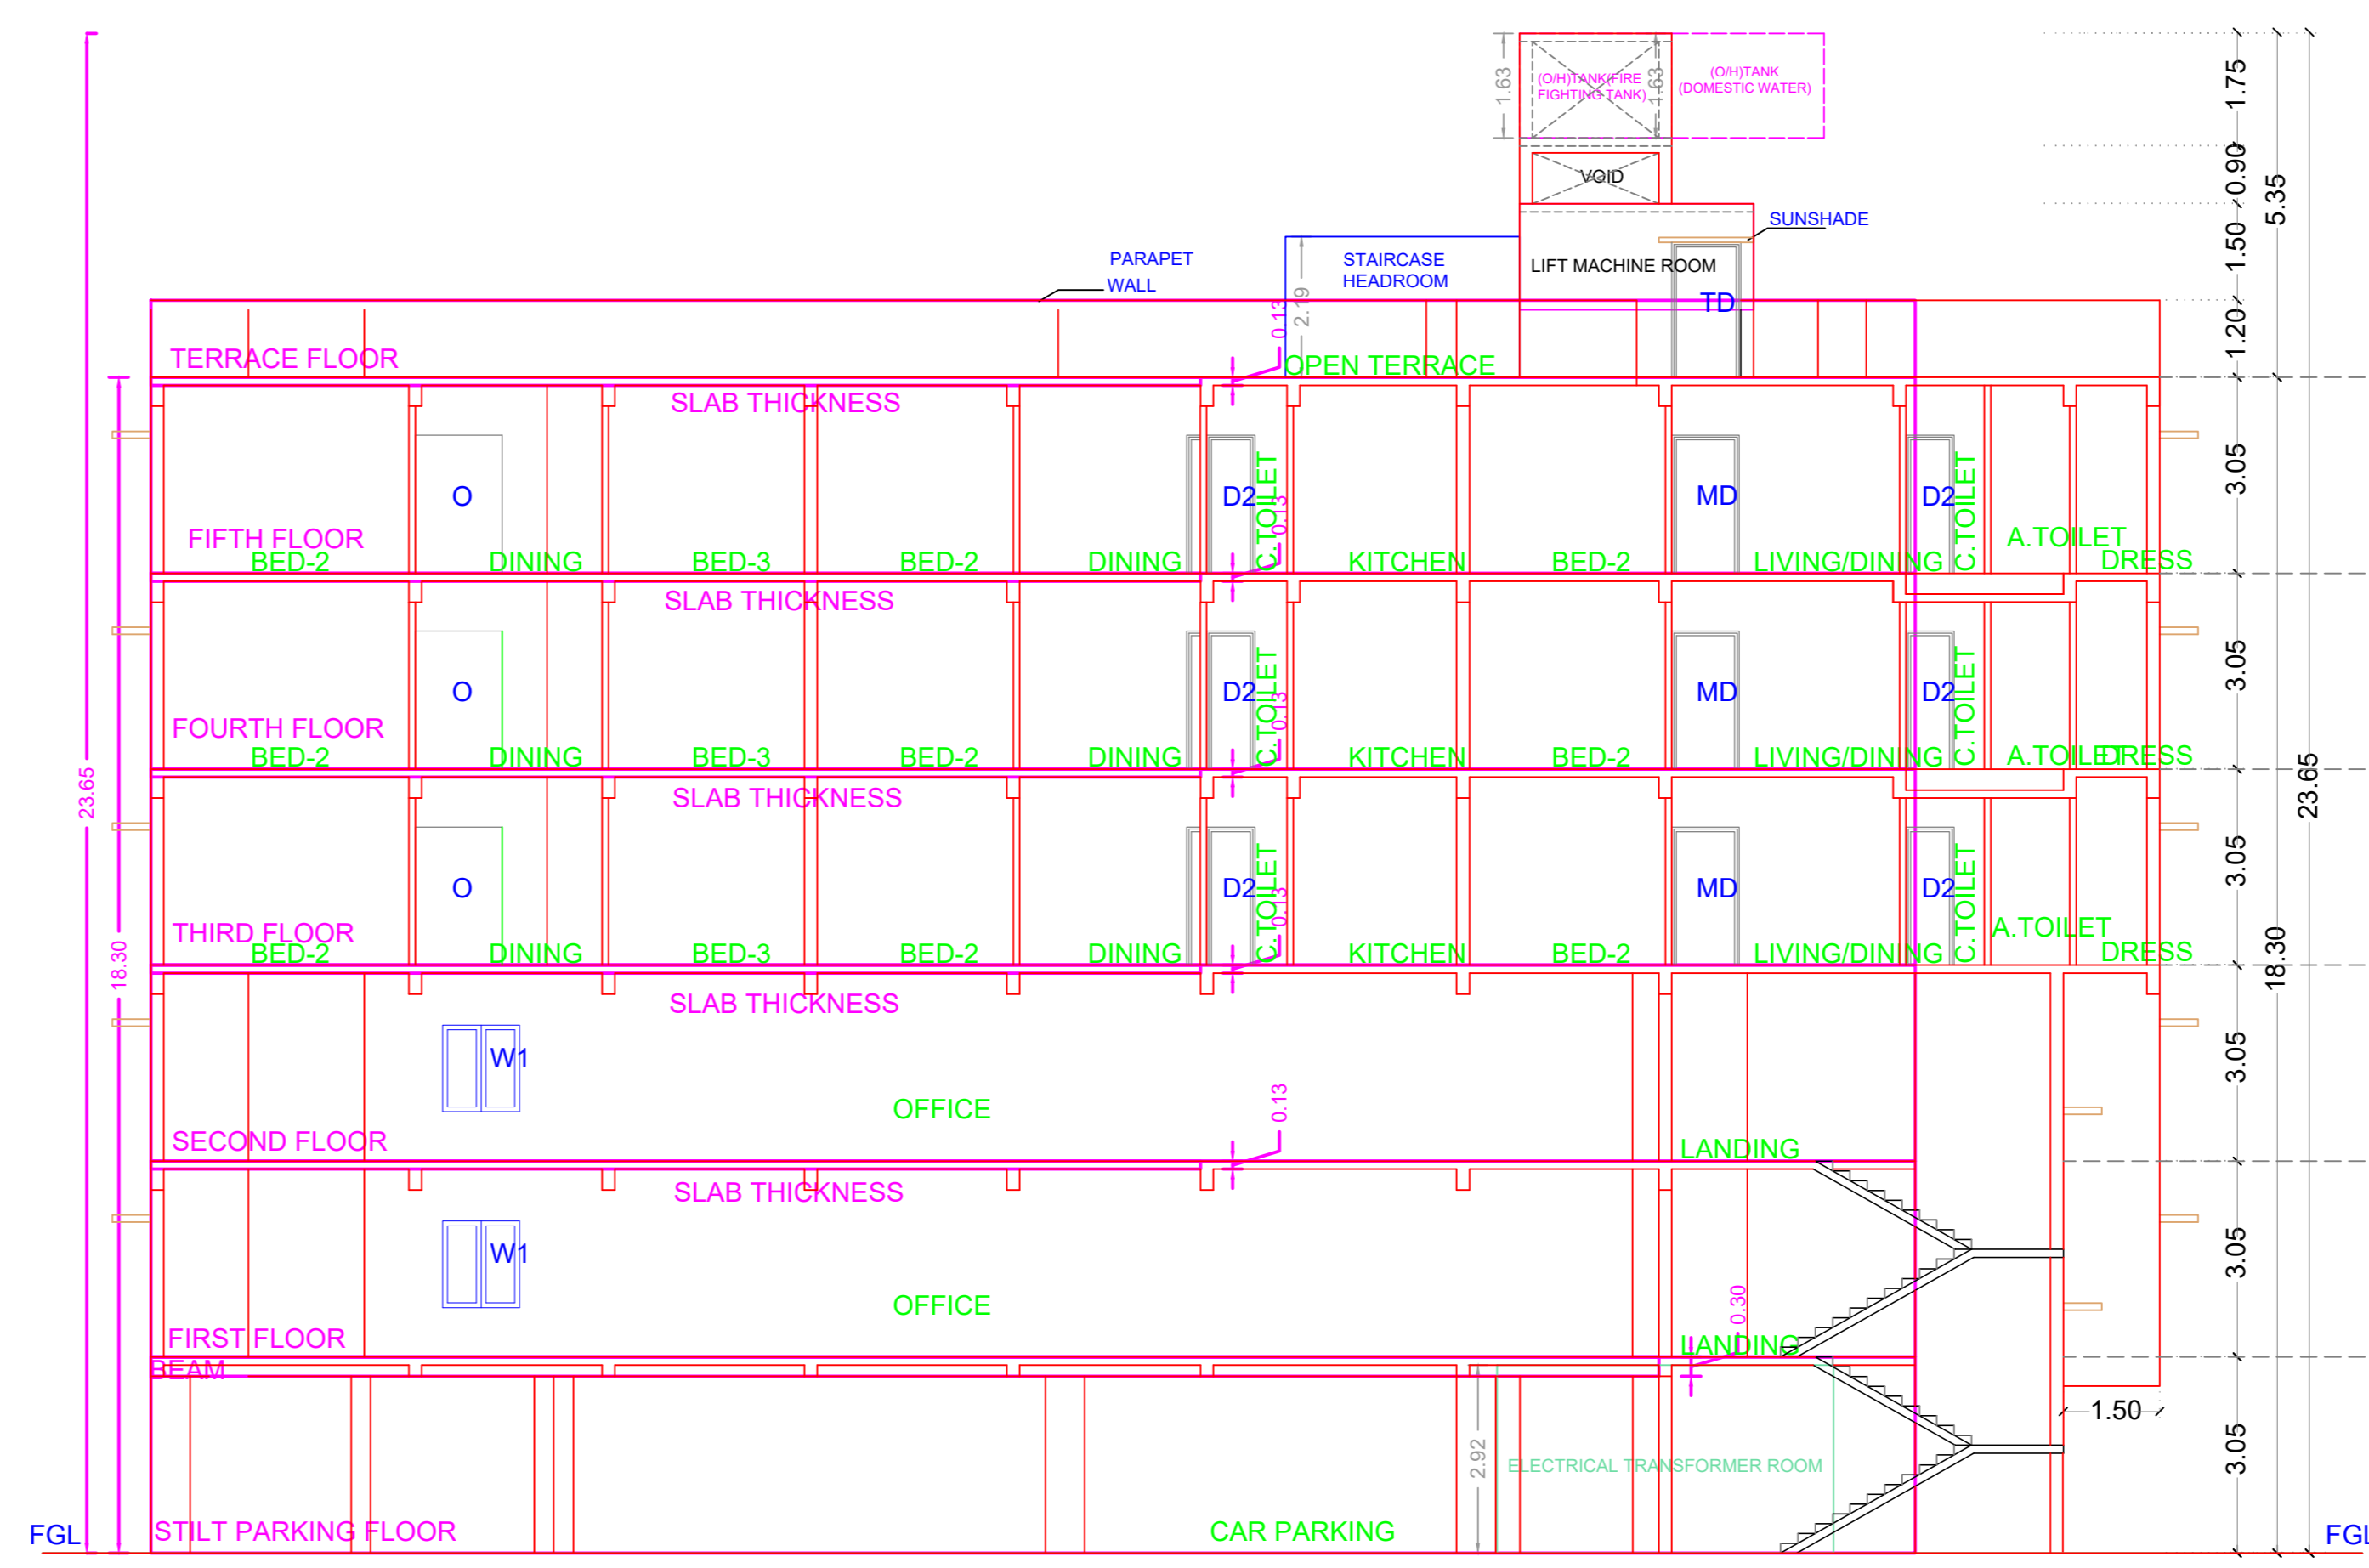 1.63
(O/H)TANK(FIRE
FIGHTING TANK)
1.63
(O/H)TANK
(DOMESTIC WATER)
1.75
VOID
0.90
5.35
SUNSHADE
PARAPET
WALL
STAIRCASE
HEADROOM
LIFT MACHINE ROOM
1.50
2.19
0.13
TD
1.20
TERRACE FLOOR
OPEN TERRACE
SLAB THICKNESS
O
D2
C.TOILET
0.13
MD
D2
C.TOILET
3.05
FIFTH FLOOR
A.TOILET
BED-2
DINING
BED-3
BED-2
DINING
KITCHEN
BED-2
LIVING/DINING
DRESS
SLAB THICKNESS
O
D2
C.TOILET
0.13
MD
D2
C.TOILET
3.05
FOURTH FLOOR
BED-2
DINING
BED-3
BED-2
DINING
KITCHEN
BED-2
LIVING/DINING
A.TOILET
DRESS
23.65
23.65
SLAB THICKNESS
O
D2
C.TOILET
0.13
MD
D2
C.TOILET
3.05
THIRD FLOOR
A.TOILET
BED-2
DINING
BED-3
BED-2
DINING
KITCHEN
BED-2
LIVING/DINING
DRESS
18.30
18.30
SLAB THICKNESS
W1
3.05
OFFICE
0.13
SECOND FLOOR
LANDING
SLAB THICKNESS
W1
3.05
OFFICE
0.30
FIRST FLOOR
LANDING
BEAM
1.50
2.92
ELECTRICAL TRANSFORMER ROOM
3.05
FGL
STILT PARKING FLOOR
CAR PARKING
FGL